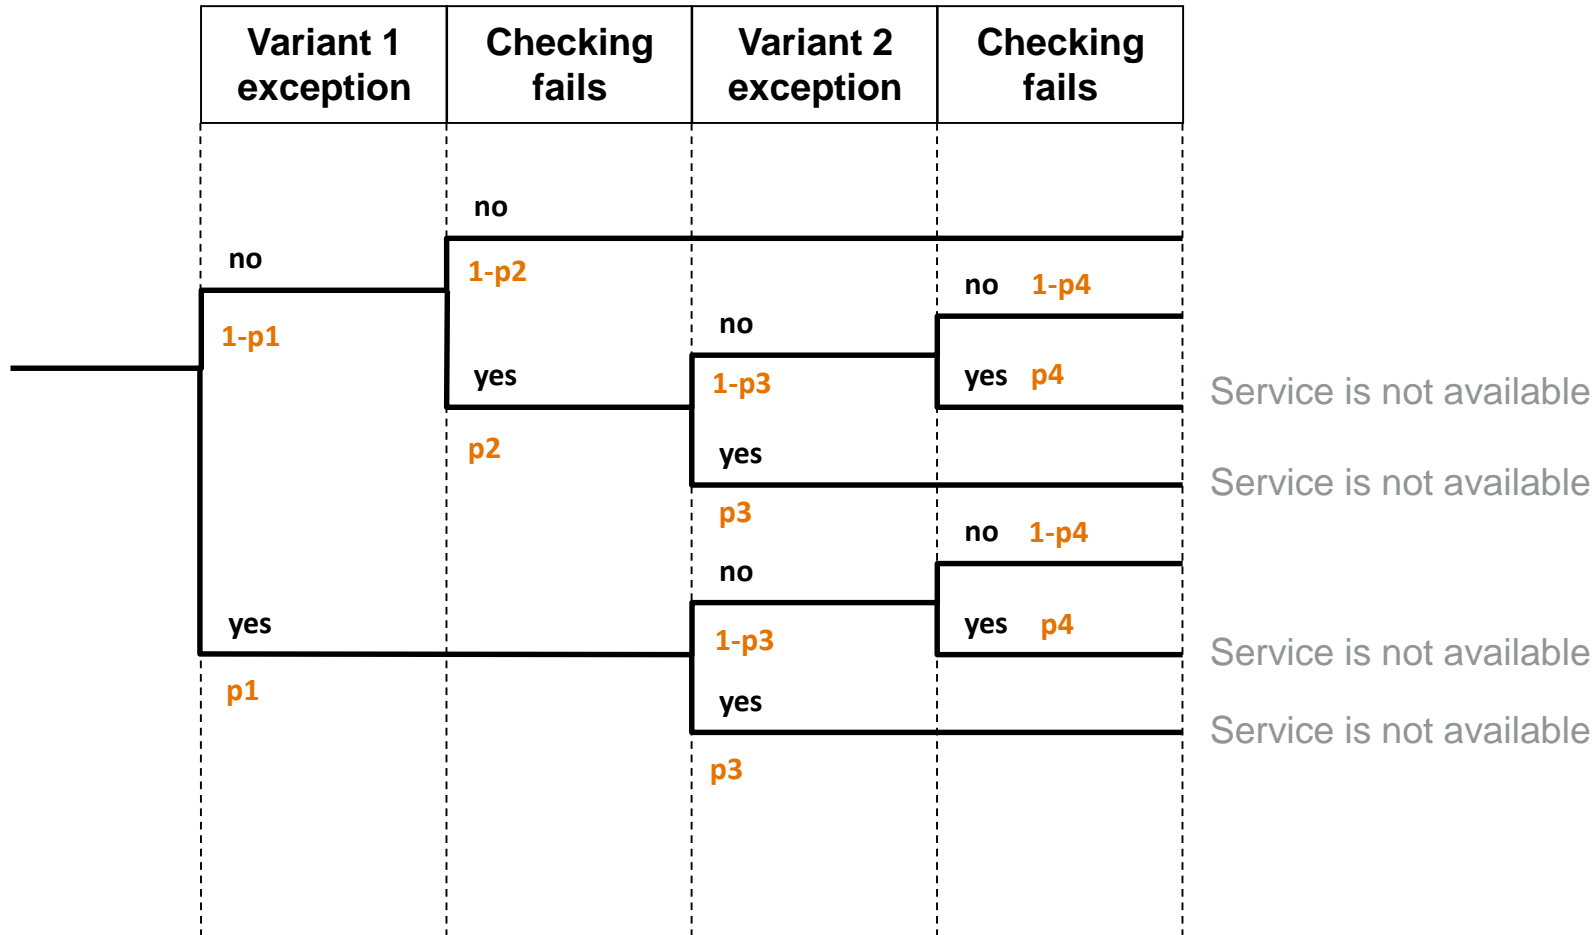 Variant 1
exception
Checking
fails
Variant 2
exception
Checking
fails
no
no
1-p2
no 1-p4
no
1-p1
yes
1-p3
yes p4
Service is not available
p2
yes
Service is not available
p3
no 1-p4
no
yes
1-p3
yes p4
Service is not available
p1
yes
Service is not available
p3